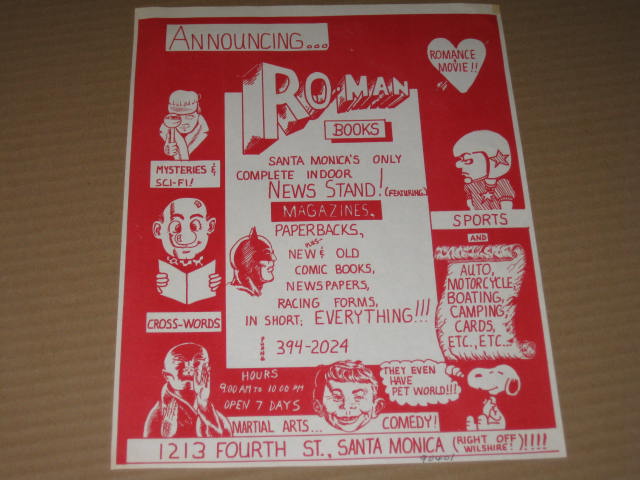 ANNOUNCING...
ROMANCE
& MOVIE!!
RO-MAN
BOOKS
SANTA MONICA'S ONLY
COMPLETE INDOOR
NEWS STAND! (FEATURING)
MAGAZINES,
PAPERBACKS,
-PLUS-
NEW & OLD
COMIC BOOKS,
NEWSPAPERS,
RACING FORMS,
IN SHORT; EVERYTHING!!!
PHONE 394-2024
MYSTERIES &
SCI-FI!
CROSS-WORDS
SPORTS
AND
AUTO,
MOTORCYCLE,
BOATING,
CAMPING,
CARDS,
ETC., ETC.
HOURS
9:00 AM TO 10:00 PM
OPEN 7 DAYS
MARTIAL ARTS...
COMEDY!
THEY EVEN
HAVE
PET WORLD!!!
1213 FOURTH ST., SANTA MONICA (RIGHT OFF WILSHIRE!)!!!!
90401